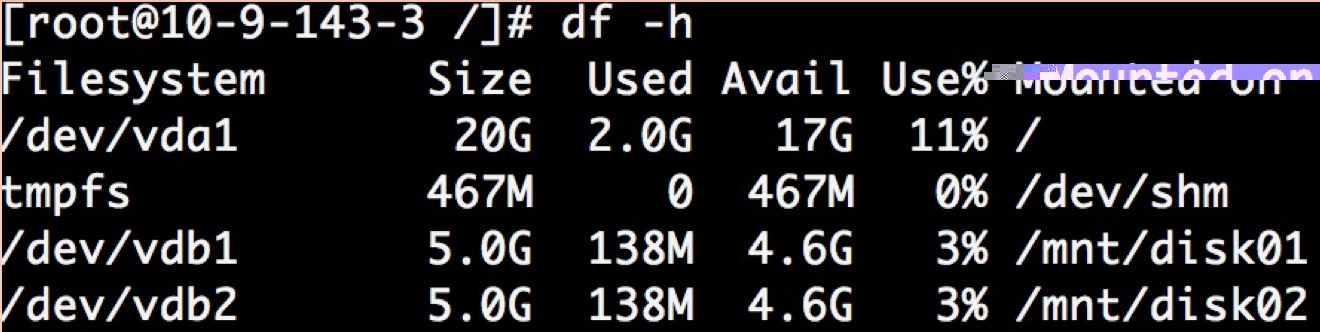 [root@10-9-143-3 /]# df -h
Filesystem Size Used Avail Use% Mounted on
/dev/vda1 20G 2.0G 17G 11% /
tmpfs 467M 0 467M 0% /dev/shm
/dev/vdb1 5.0G 138M 4.6G 3% /mnt/disk01
/dev/vdb2 5.0G 138M 4.6G 3% /mnt/disk02